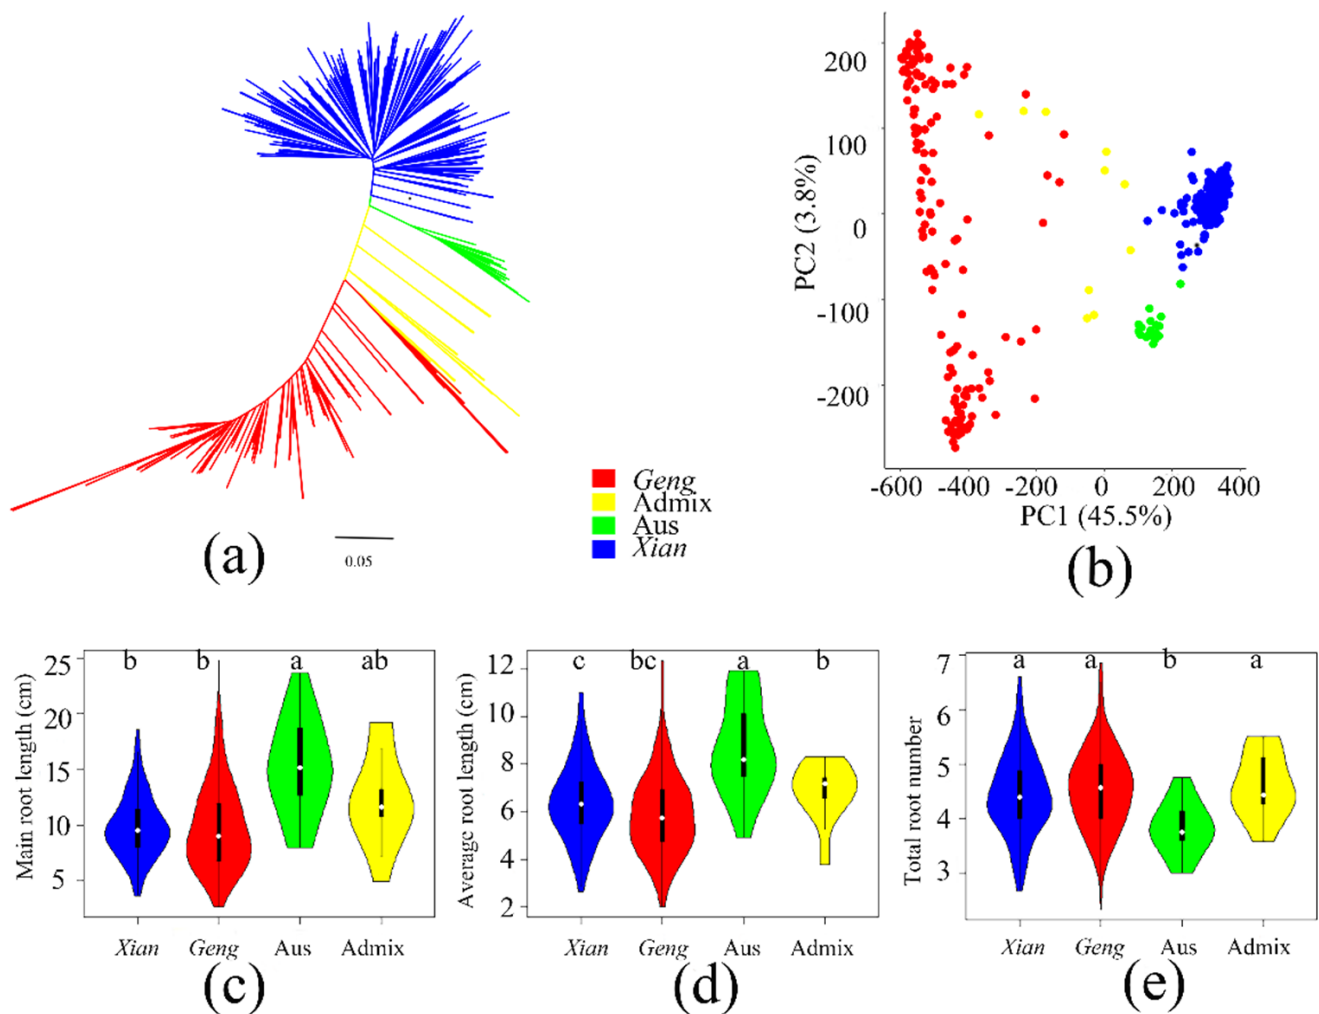 200
100
0
-100
-200
PC2 (3.8%)
-600 -400 -200 0 200 400
PC1 (45.5%)
Geng
Admix
Aus
Xian
0.05
(a)
(b)
25
20
15
10
5
Main root length (cm)
b b a ab
Xian Geng Aus Admix
(c)
12
10
8
6
4
2
Average root length (cm)
c bc a b
Xian Geng Aus Admix
(d)
7
6
5
4
3
Total root number
a a b a
Xian Geng Aus Admix
(e)